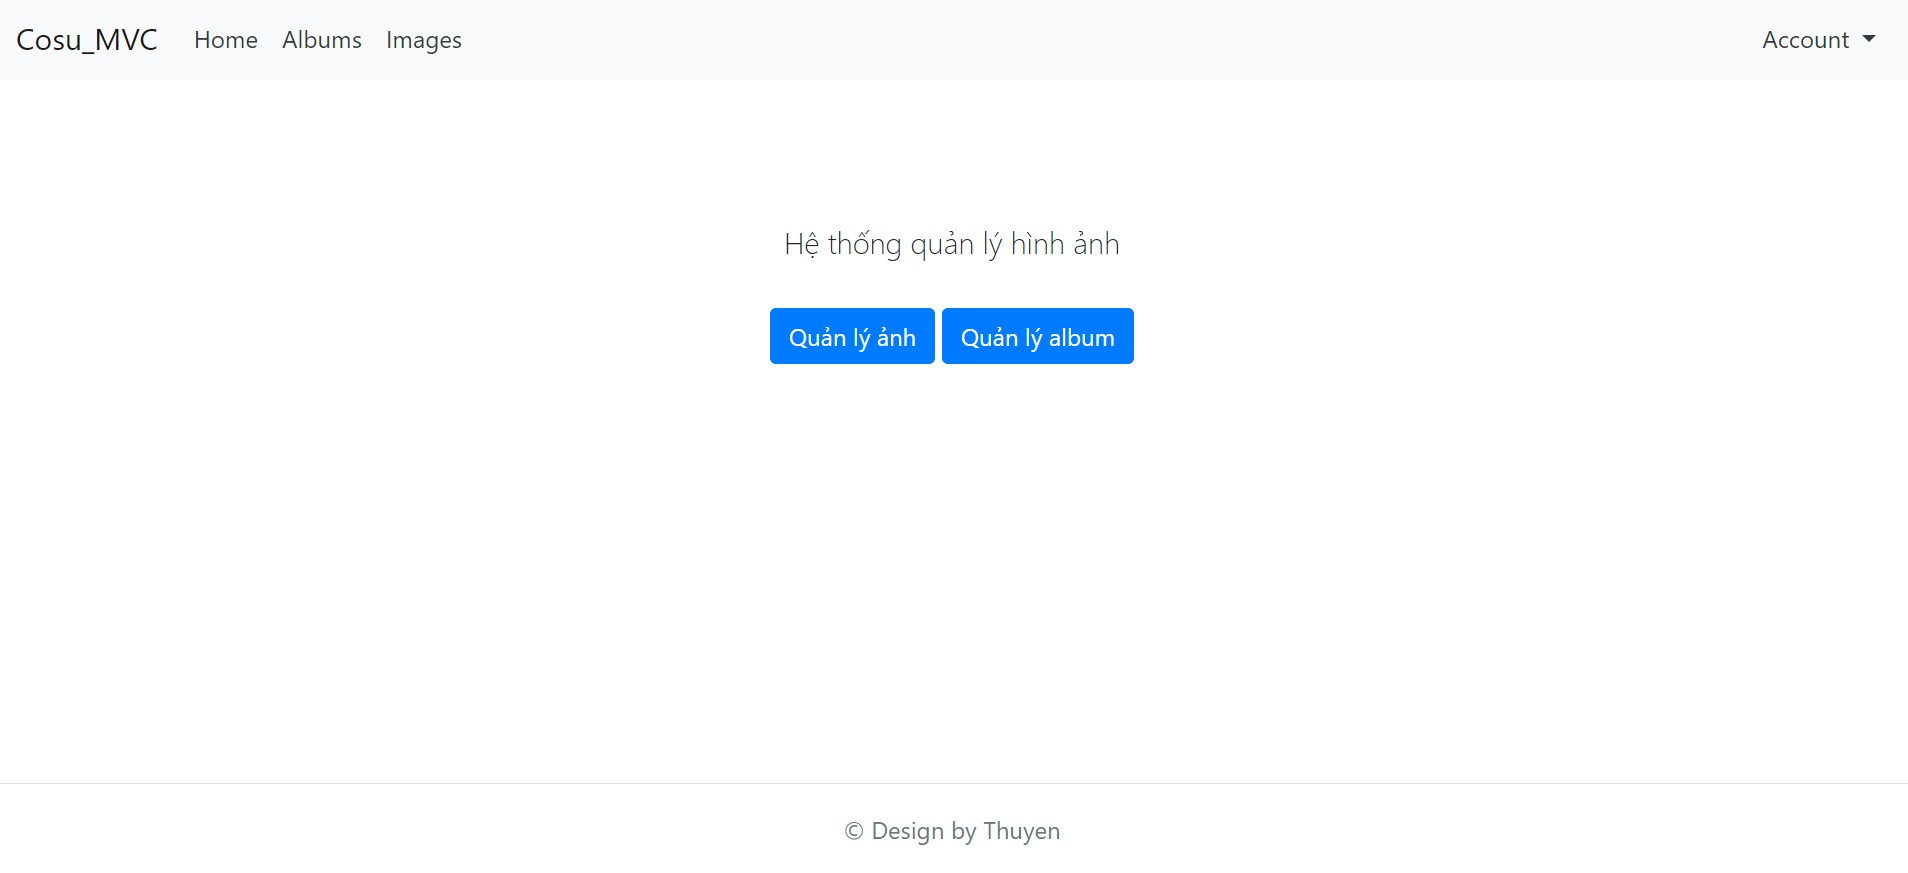 Cosu_MVC Home Albums Images Account
Hệ thống quản lý hình ảnh
Quản lý ảnh Quản lý album
© Design by Thuyen